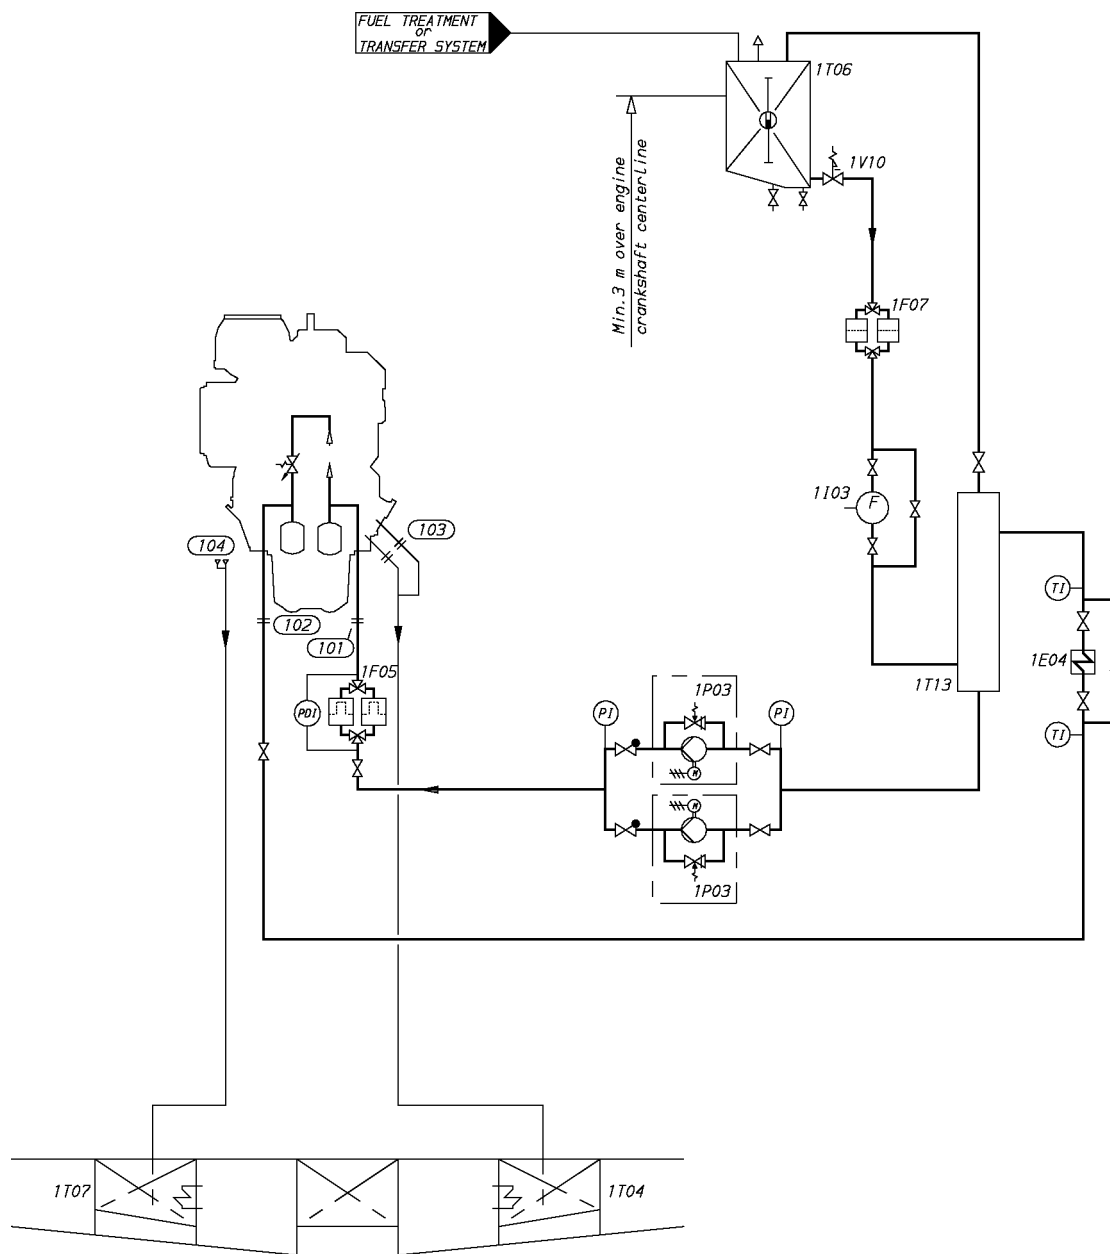 FUEL TREATMENT
or
TRANSFER SYSTEM
1T06
Min.3 m over engine
crankshaft centerline
1V10
1F07
1I03
F
103
104
102
101
1F05
PDI
TI
1E04
1T13
TI
PI
1P03
PI
M
M
1P03
1T07
1T04